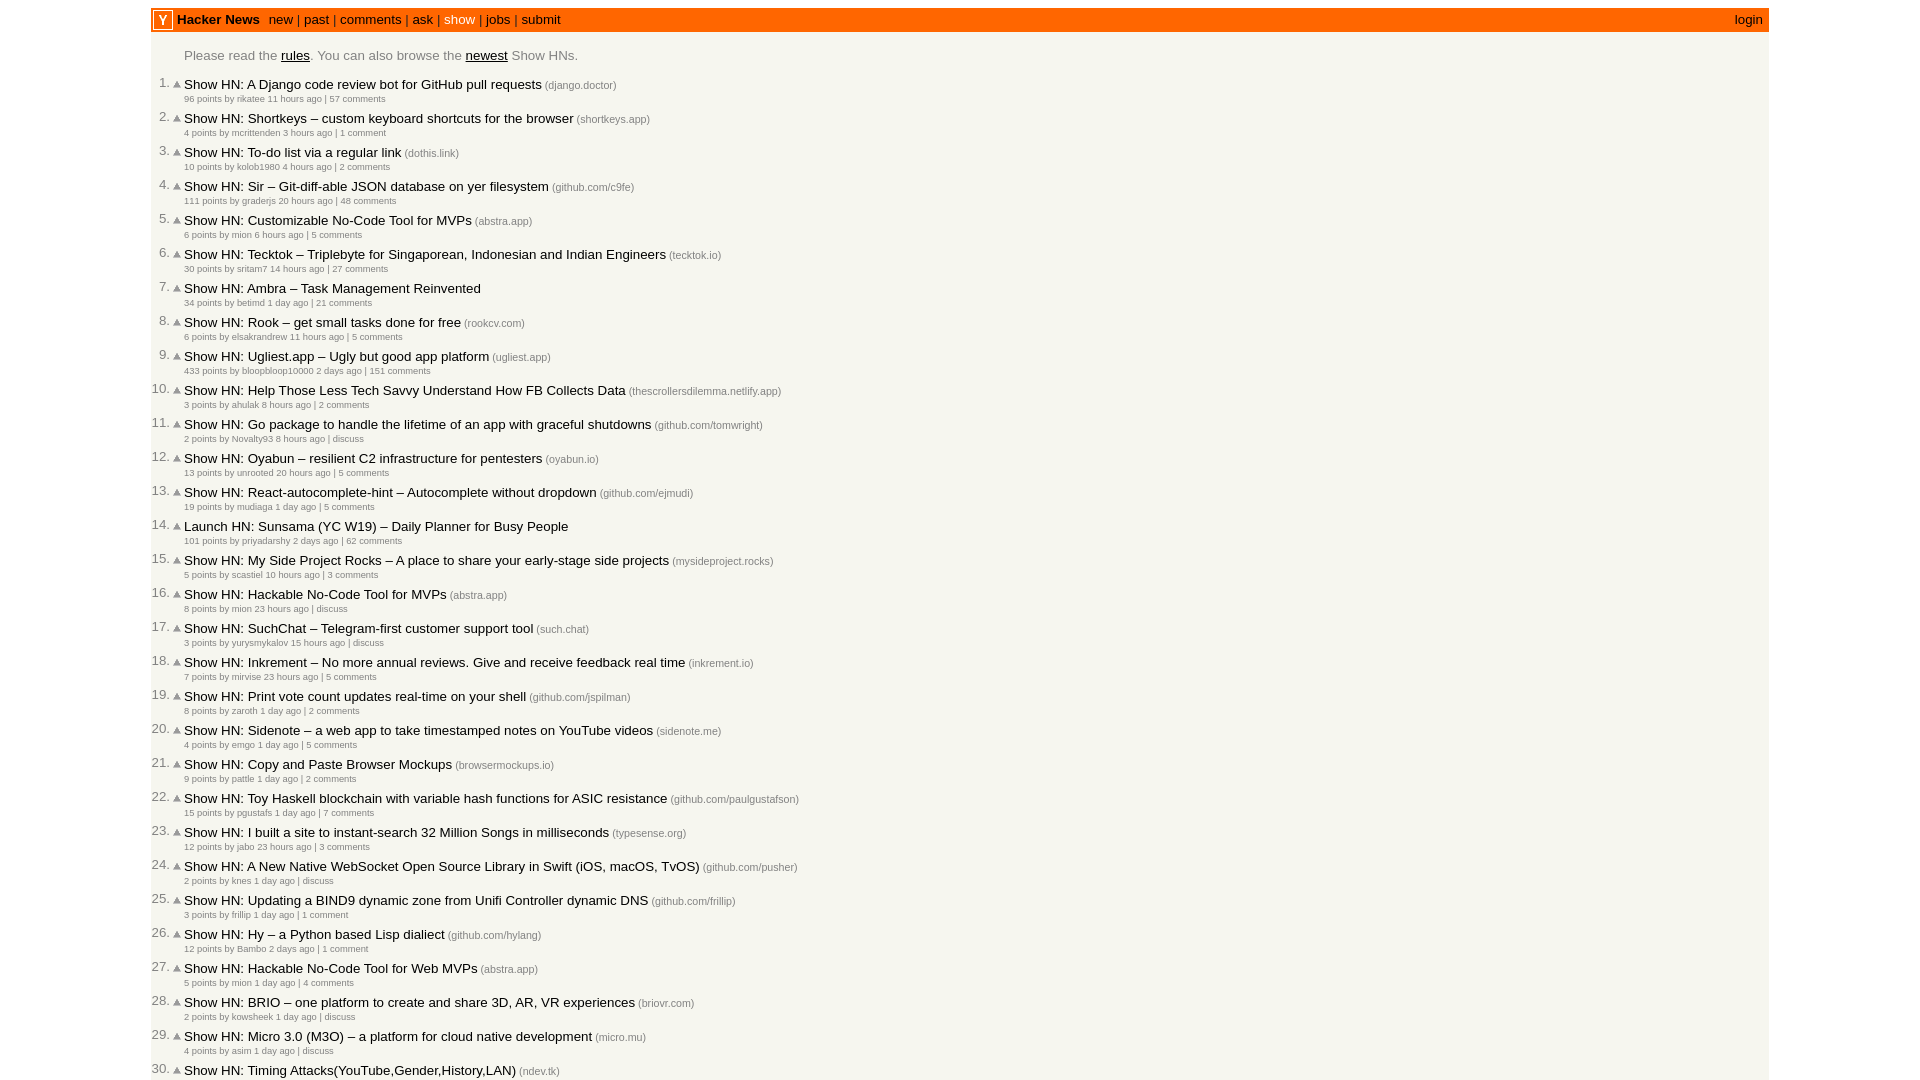 Y Hacker News new | past | comments | ask | show | jobs | submit login
Please read the rules. You can also browse the newest Show HNs.
1. Show HN: A Django code review bot for GitHub pull requests (django.doctor)
96 points by rikatee 11 hours ago | 57 comments
2. Show HN: Shortkeys – custom keyboard shortcuts for the browser (shortkeys.app)
4 points by mcrittenden 3 hours ago | 1 comment
3. Show HN: To-do list via a regular link (dothis.link)
10 points by kolob1980 4 hours ago | 2 comments
4. Show HN: Sir – Git-diff-able JSON database on yer filesystem (github.com/c9fe)
111 points by graderjs 20 hours ago | 48 comments
5. Show HN: Customizable No-Code Tool for MVPs (abstra.app)
6 points by mion 6 hours ago | 5 comments
6. Show HN: Tecktok – Triplebyte for Singaporean, Indonesian and Indian Engineers (tecktok.io)
30 points by sritam7 14 hours ago | 27 comments
7. Show HN: Ambra – Task Management Reinvented
34 points by betimd 1 day ago | 21 comments
8. Show HN: Rook – get small tasks done for free (rookcv.com)
6 points by elsakrandrew 11 hours ago | 5 comments
9. Show HN: Ugliest.app – Ugly but good app platform (ugliest.app)
433 points by bloopbloop10000 2 days ago | 151 comments
10. Show HN: Help Those Less Tech Savvy Understand How FB Collects Data (thescrollersdilemma.netlify.app)
3 points by ahulak 8 hours ago | 2 comments
11. Show HN: Go package to handle the lifetime of an app with graceful shutdowns (github.com/tomwright)
2 points by Novalty93 8 hours ago | discuss
12. Show HN: Oyabun – resilient C2 infrastructure for pentesters (oyabun.io)
13 points by unrooted 20 hours ago | 5 comments
13. Show HN: React-autocomplete-hint – Autocomplete without dropdown (github.com/ejmudi)
19 points by mudiaga 1 day ago | 5 comments
14. Launch HN: Sunsama (YC W19) – Daily Planner for Busy People
101 points by priyadarshy 2 days ago | 62 comments
15. Show HN: My Side Project Rocks – A place to share your early-stage side projects (mysideproject.rocks)
5 points by scastiel 10 hours ago | 3 comments
16. Show HN: Hackable No-Code Tool for MVPs (abstra.app)
8 points by mion 23 hours ago | discuss
17. Show HN: SuchChat – Telegram-first customer support tool (such.chat)
3 points by yurysmykalov 15 hours ago | discuss
18. Show HN: Inkrement – No more annual reviews. Give and receive feedback real time (inkrement.io)
7 points by mirvise 23 hours ago | 5 comments
19. Show HN: Print vote count updates real-time on your shell (github.com/jspilman)
8 points by zaroth 1 day ago | 2 comments
20. Show HN: Sidenote – a web app to take timestamped notes on YouTube videos (sidenote.me)
4 points by emgo 1 day ago | 5 comments
21. Show HN: Copy and Paste Browser Mockups (browsermockups.io)
9 points by pattle 1 day ago | 2 comments
22. Show HN: Toy Haskell blockchain with variable hash functions for ASIC resistance (github.com/paulgustafson)
15 points by pgustafs 1 day ago | 7 comments
23. Show HN: I built a site to instant-search 32 Million Songs in milliseconds (typesense.org)
12 points by jabo 23 hours ago | 3 comments
24. Show HN: A New Native WebSocket Open Source Library in Swift (iOS, macOS, TvOS) (github.com/pusher)
2 points by knes 1 day ago | discuss
25. Show HN: Updating a BIND9 dynamic zone from Unifi Controller dynamic DNS (github.com/frillip)
3 points by frillip 1 day ago | 1 comment
26. Show HN: Hy – a Python based Lisp dialiect (github.com/hylang)
12 points by Bambo 2 days ago | 1 comment
27. Show HN: Hackable No-Code Tool for Web MVPs (abstra.app)
5 points by mion 1 day ago | 4 comments
28. Show HN: BRIO – one platform to create and share 3D, AR, VR experiences (briovr.com)
2 points by kowsheek 1 day ago | discuss
29. Show HN: Micro 3.0 (M3O) – a platform for cloud native development (micro.mu)
4 points by asim 1 day ago | discuss
30. Show HN: Timing Attacks(YouTube,Gender,History,LAN) (ndev.tk)